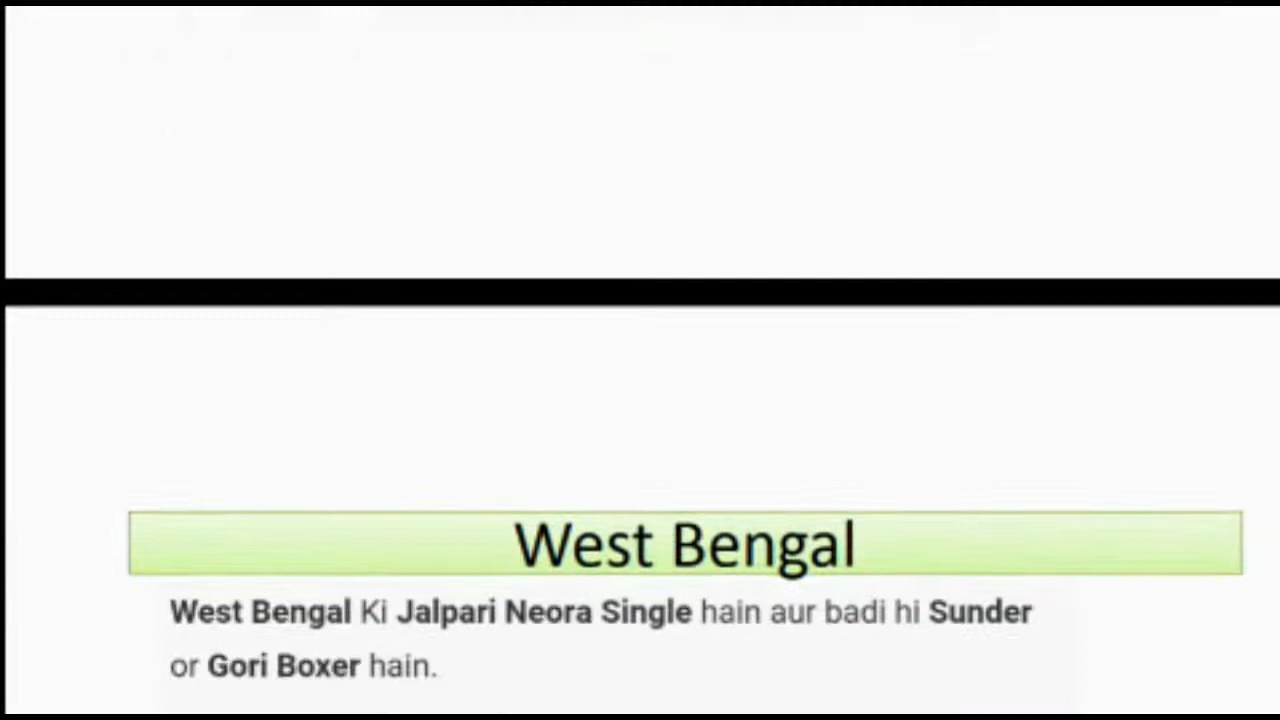 West Bengal
West Bengal Ki Jalpari Neora Single hain aur badi hi Sunder
or Gori Boxer hain.